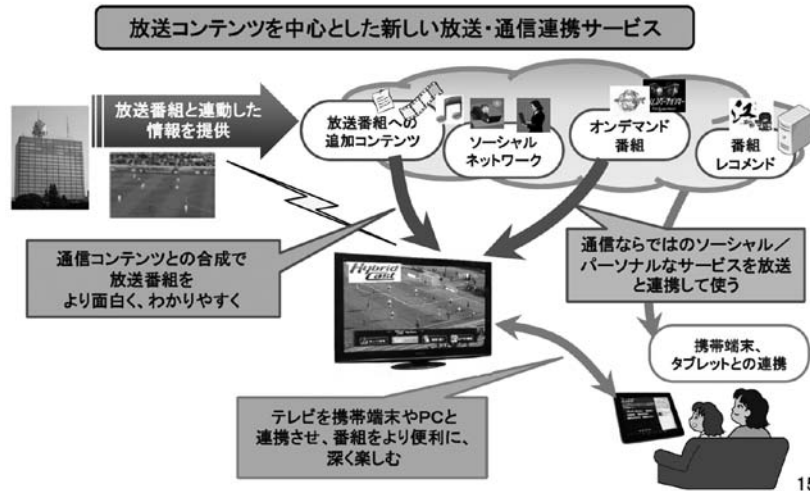 放送コンテンツを中心とした新しい放送・通信連携サービス
放送番組と連動した
情報を提供
放送番組への
追加コンテンツ
ソーシャル
ネットワーク
オンデマンド
番組
番組
レコメンド
通信コンテンツとの合成で
放送番組を
より面白く、わかりやすく
Hybrid
Cast
通信ならではのソーシャル／
パーソナルなサービスを放送
と連携して使う
携帯端末、
タブレットとの連携
テレビを携帯端末やPCと
連携させ、番組をより便利に、
深く楽しむ